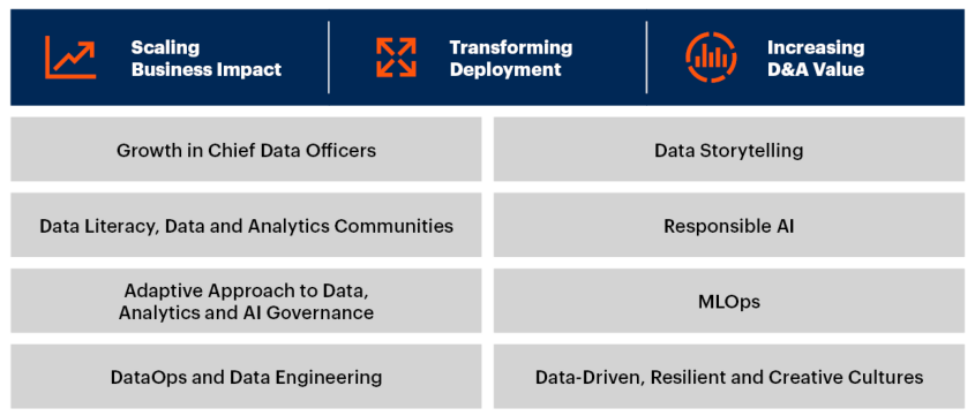 Scaling
Business Impact
Transforming
Deployment
Increasing
D&A Value
Growth in Chief Data Officers
Data Storytelling
Data Literacy, Data and Analytics Communities
Responsible AI
Adaptive Approach to Data,
Analytics and AI Governance
MLOps
DataOps and Data Engineering
Data-Driven, Resilient and Creative Cultures